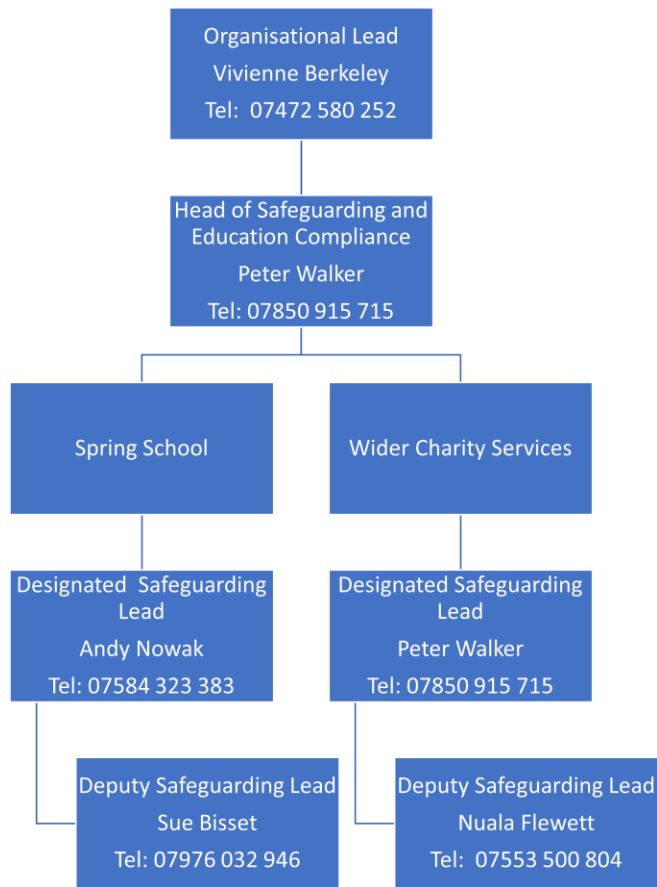 Organisational Lead
Vivienne Berkeley
Tel:  07472 580 252
Head of Safeguarding and
Education Compliance
Peter Walker
Tel: 07850 915 715
Spring School
Wider Charity Services
Designated  Safeguarding
Lead
Andy Nowak
Tel: 07584 323 383
Designated Safeguarding
Lead
Peter Walker
Tel: 07850 915 715
Deputy Safeguarding Lead
Sue Bisset
Tel: 07976 032 946
Deputy Safeguarding Lead
Nuala Flewett
Tel:  07553 500 804